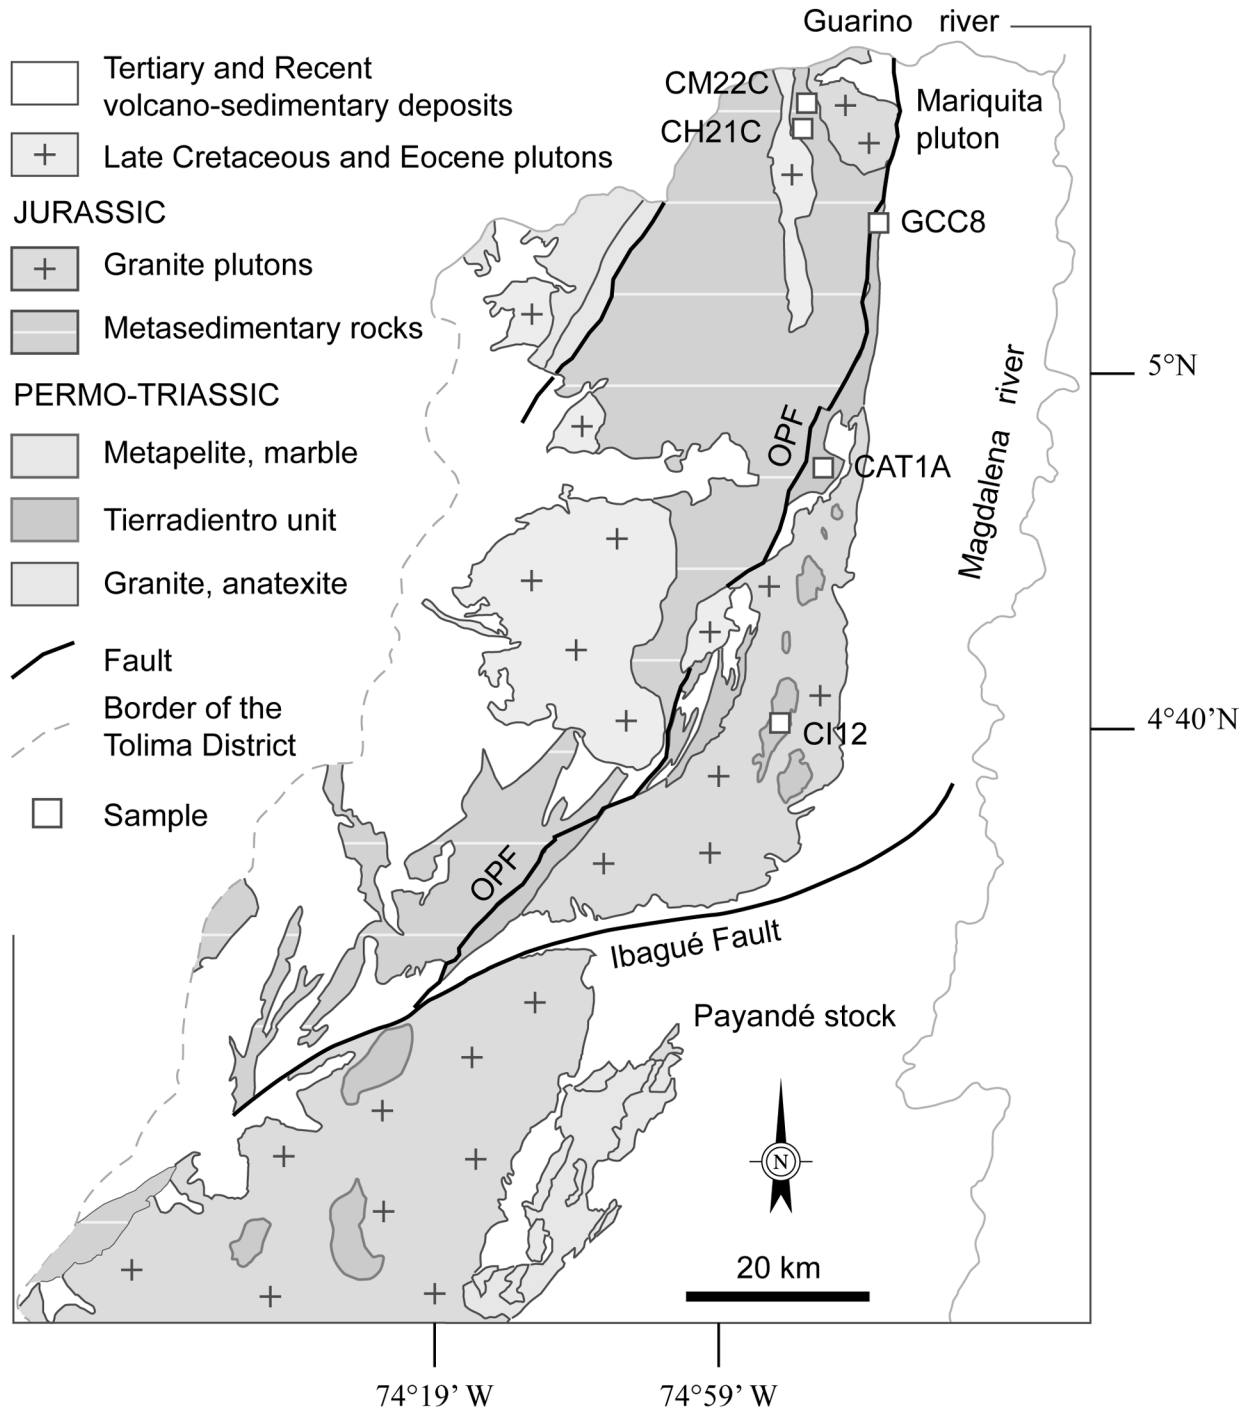 Guarino river
Tertiary and Recent
volcano-sedimentary deposits
Late Cretaceous and Eocene plutons
JURASSIC
Granite plutons
Metasedimentary rocks
PERMO-TRIASSIC
Metapelite, marble
Tierradientro unit
Granite, anatexite
Fault
Border of the
Tolima District
Sample
CM22C
CH21C
Mariquita
pluton
GCC8
5°N
Magdalena river
OPF
CAT1A
4°40'N
CI12
OPF
Ibagué Fault
Payandé stock
N
20 km
74°19' W
74°59' W